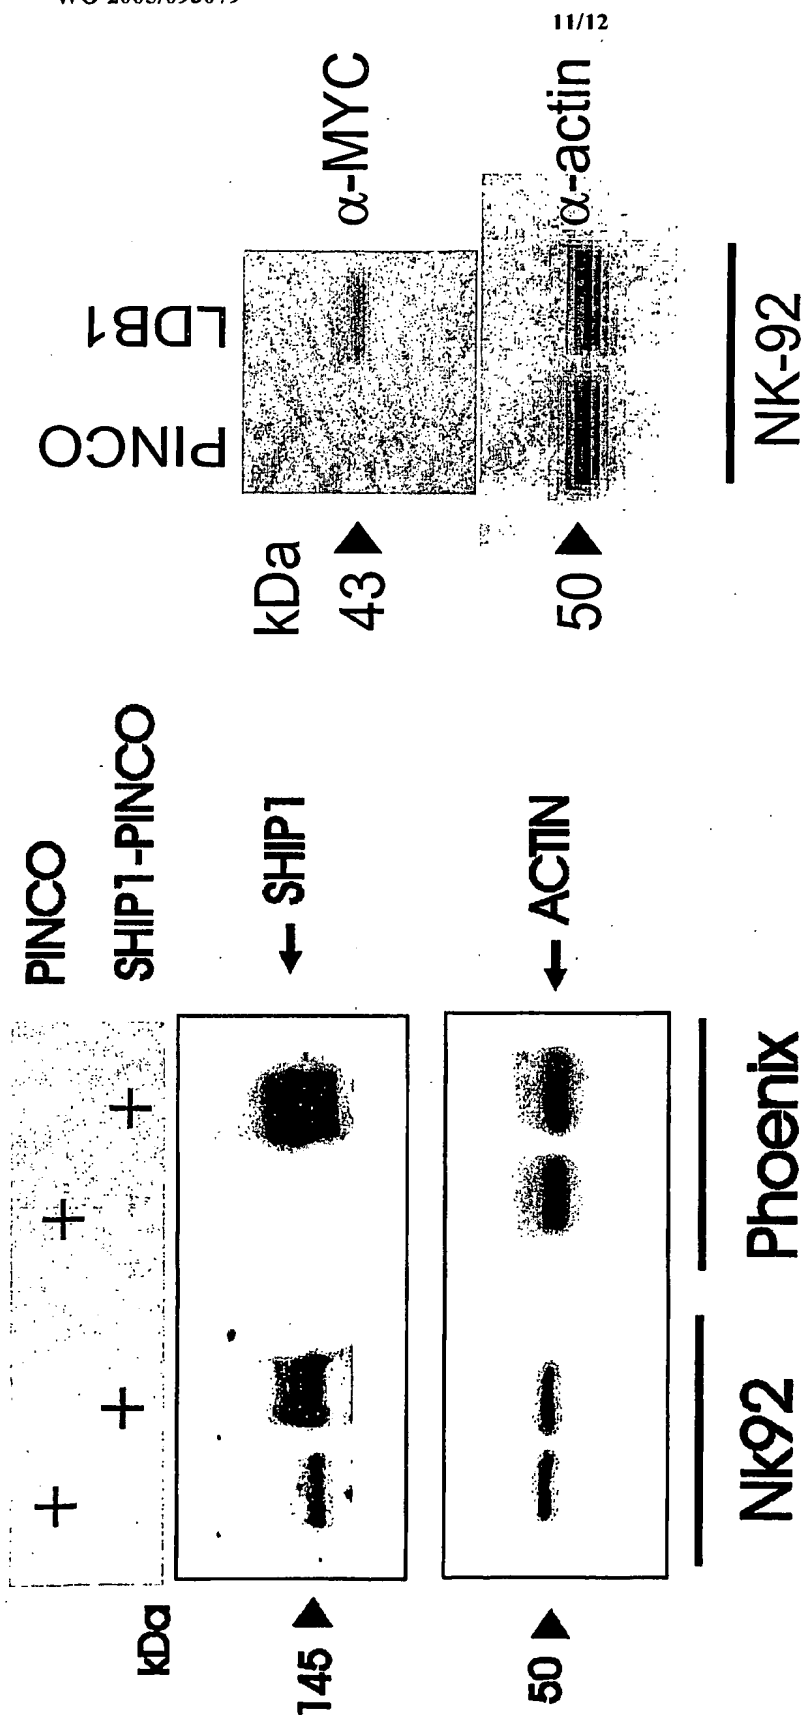 11/12
PINCO
SHIP1-PINCO
+ + + +
kDa
145 ← SHIP1
50 ← ACTIN
Nk92 Phoenix
PINCO LDB1
kDa
43 α-MYC
50 α-actin
NK-92